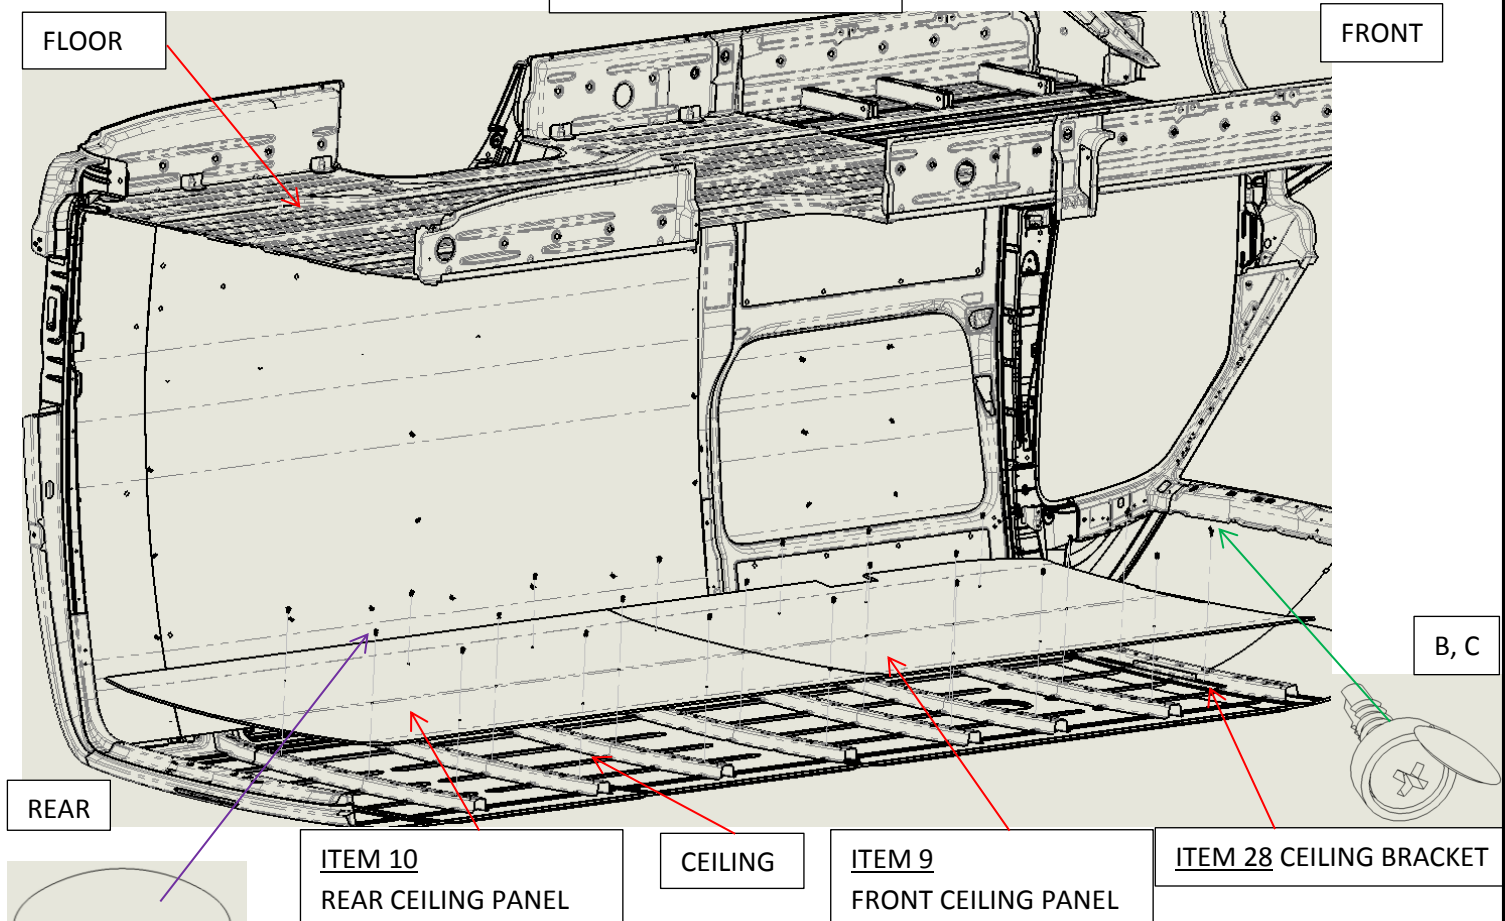 FLOOR
FRONT
B, C
REAR
ITEM 10
REAR CEILING PANEL
CEILING
ITEM 9
FRONT CEILING PANEL
ITEM 28 CEILING BRACKET